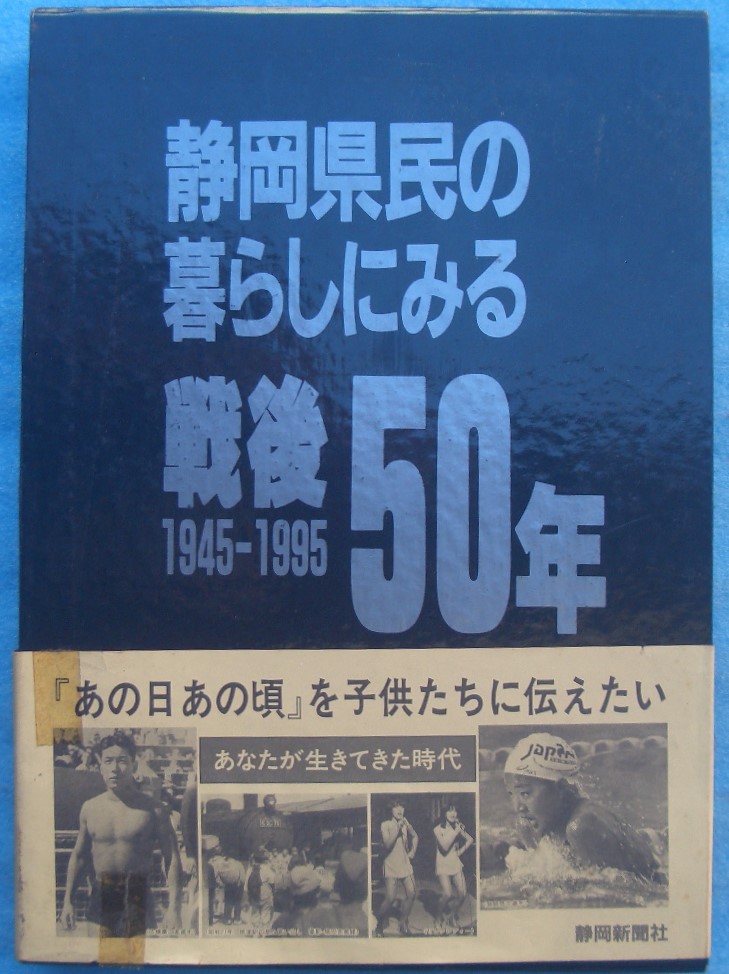 静岡県民の
暮らしにみる
戦後50年
1945-1995
『あの日あの頃』を子供たちに伝えたい
あなたが生きてきた時代
Japan
静岡新聞社